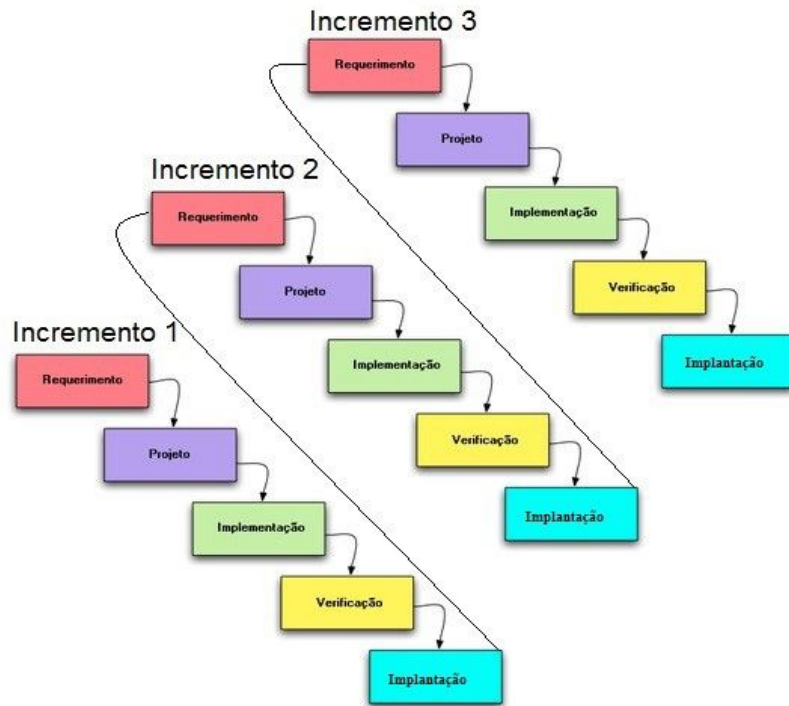 Incremento 3
Requerimento
Projeto
Implementação
Verificação
Implantação
Incremento 2
Requerimento
Projeto
Implementação
Verificação
Implantação
Incremento 1
Requerimento
Projeto
Implementação
Verificação
Implantação